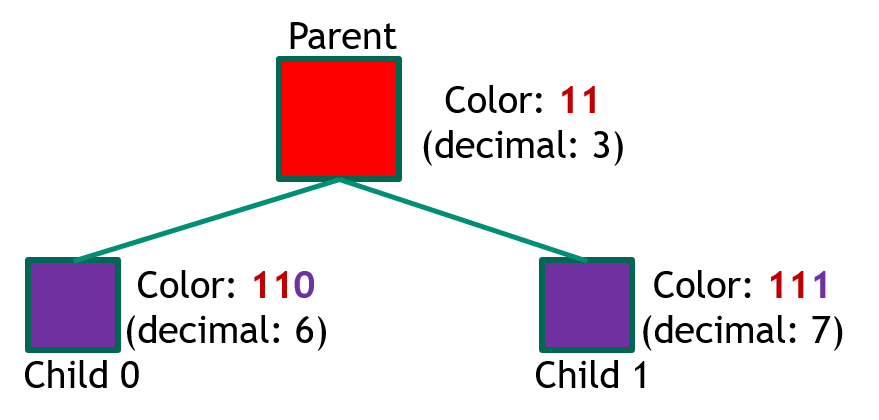 Parent
Color: 11
(decimal: 3)
Color: 110
(decimal: 6)
Child 0
Color: 111
(decimal: 7)
Child 1